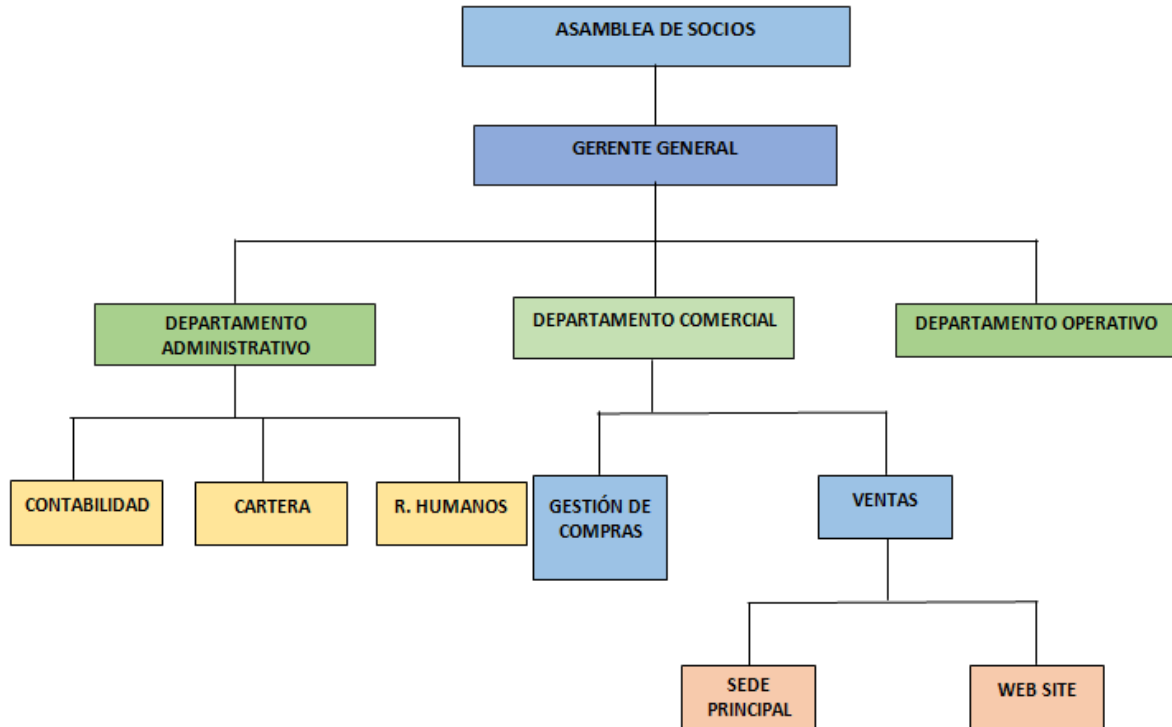 ASAMBLEA DE SOCIOS
GERENTE GENERAL
DEPARTAMENTO
ADMINISTRATIVO
DEPARTAMENTO COMERCIAL
DEPARTAMENTO OPERATIVO
CONTABILIDAD
CARTERA
R. HUMANOS
GESTIÓN DE
COMPRAS
VENTAS
SEDE
PRINCIPAL
WEB SITE